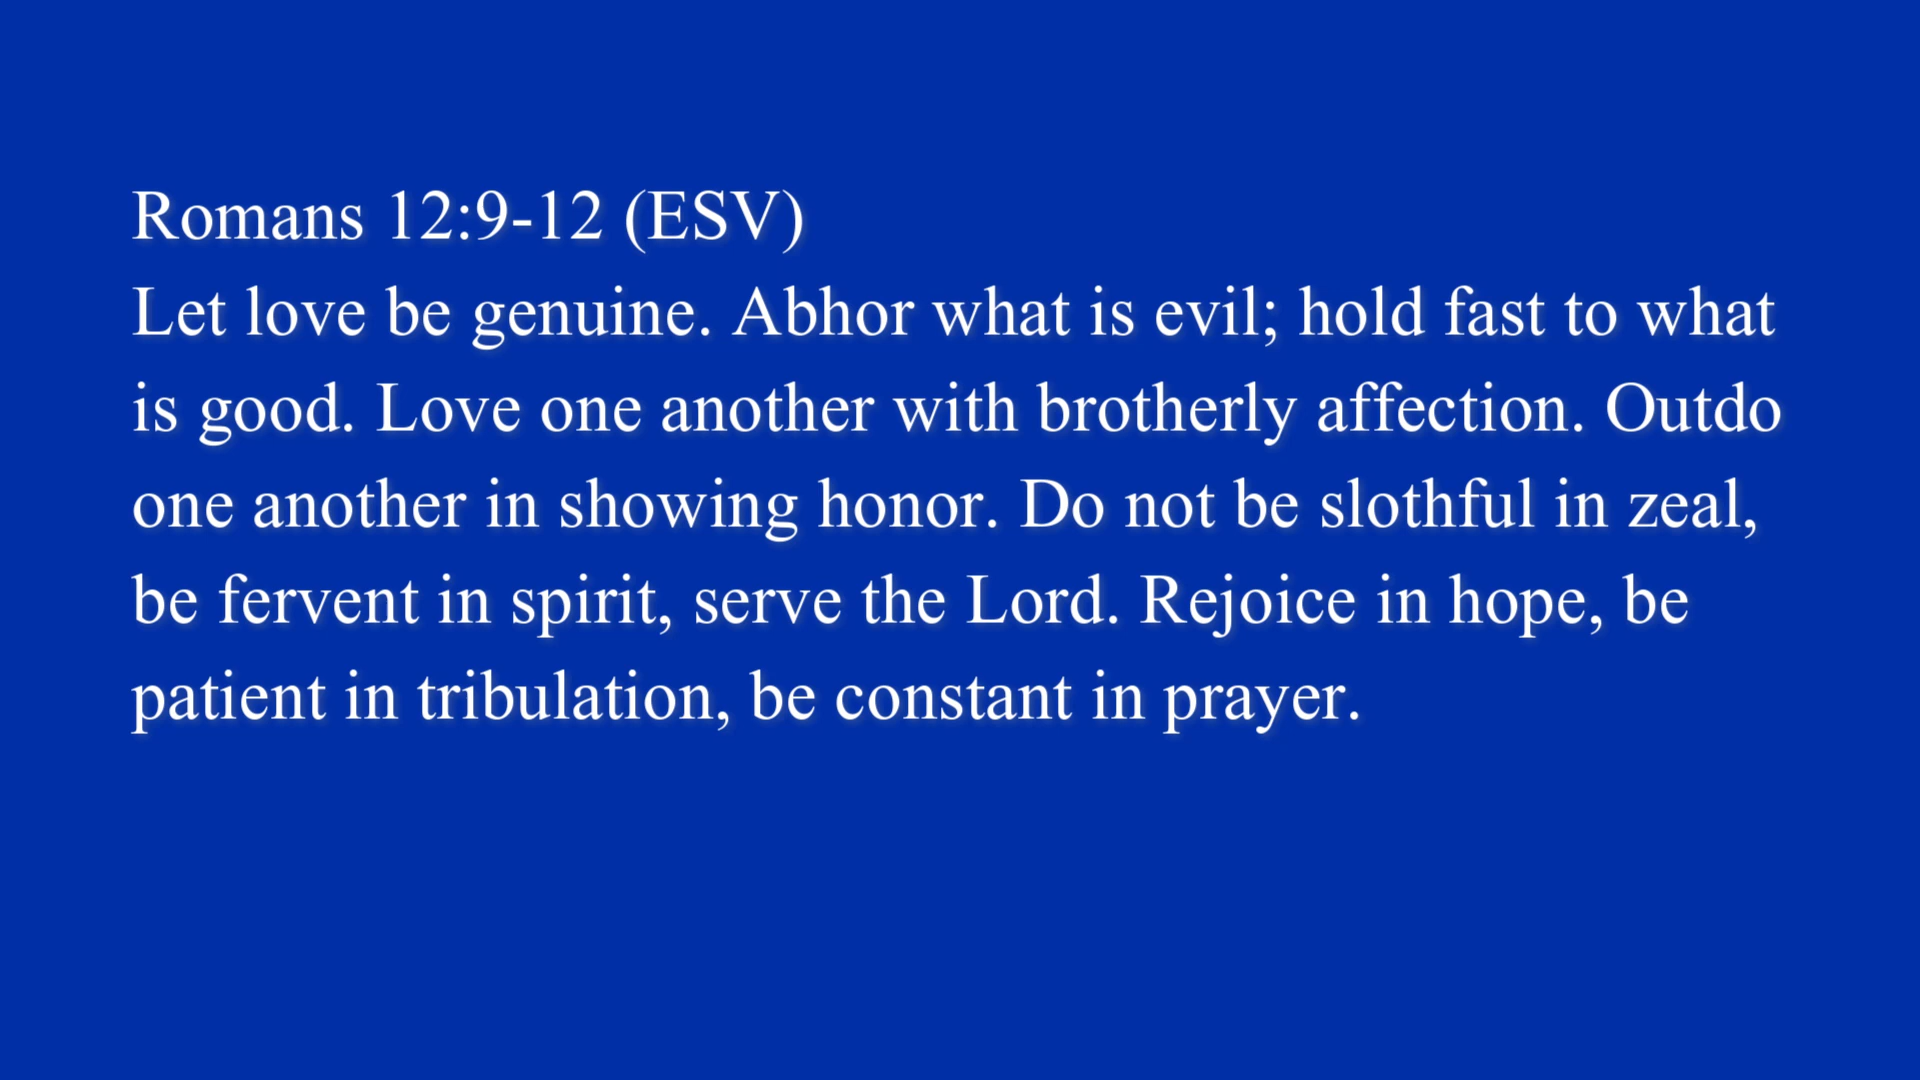 Romans 12:9-12 (ESV)
Let love be genuine. Abhor what is evil; hold fast to what
is good. Love one another with brotherly affection. Outdo
one another in showing honor. Do not be slothful in zeal,
be fervent in spirit, serve the Lord. Rejoice in hope, be
patient in tribulation, be constant in prayer.